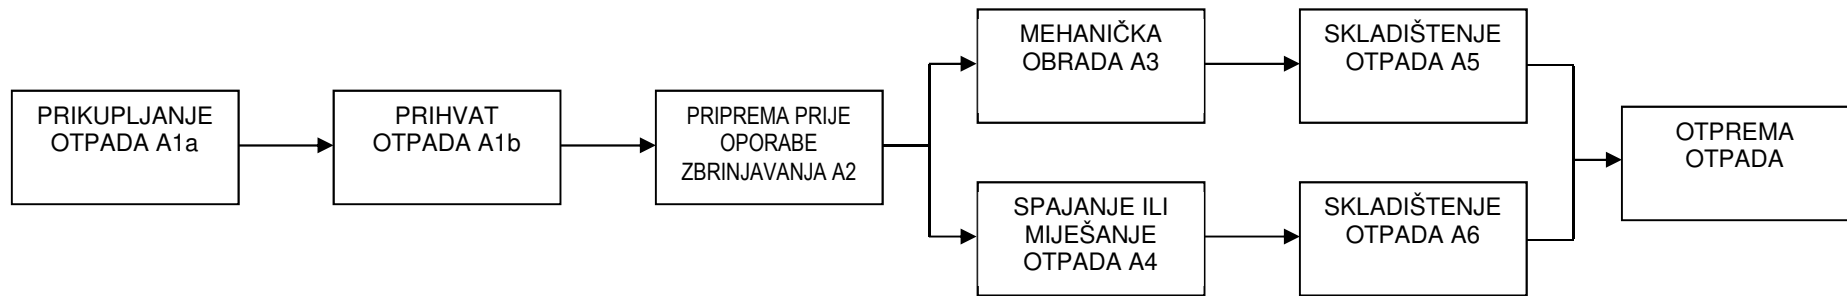 PRIKUPLJANJE
OTPADA A1a
PRIHVAT
OTPADA A1b
PRIPREMA PRIJE
OPORABE
ZBRINJAVANJA A2
MEHANIČKA
OBRADA A3
SKLADIŠTENJE
OTPADA A5
SPAJANJE ILI
MIJEŠANJE
OTPADA A4
SKLADIŠTENJE
OTPADA A6
OTPREMA
OTPADA